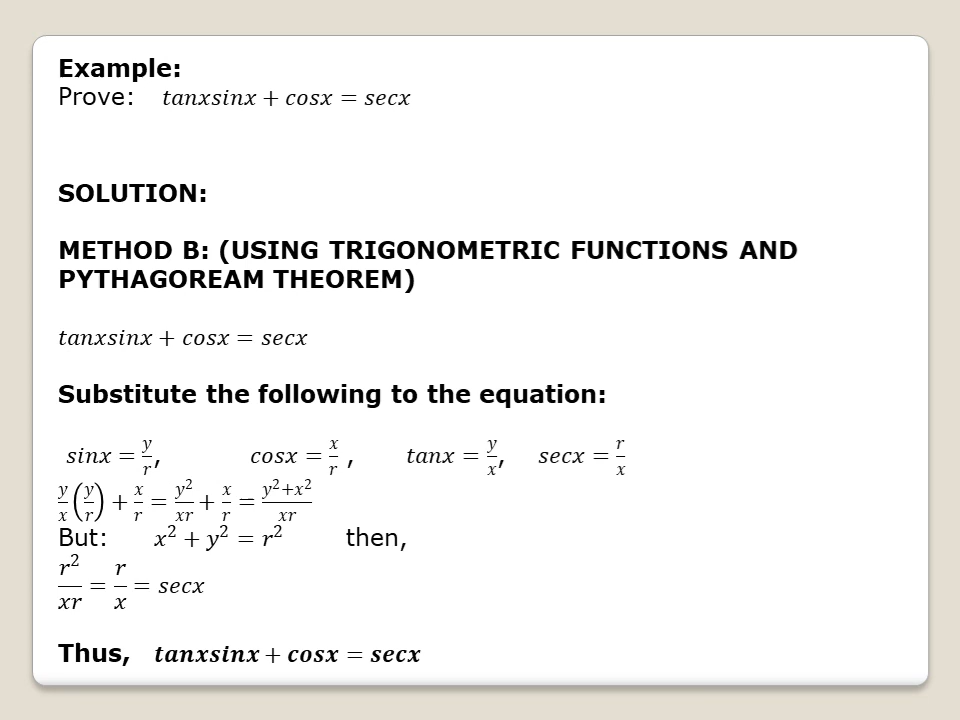 Example:
Prove: tanxsinx + cosx = secx
SOLUTION:
METHOD B: (USING TRIGONOMETRIC FUNCTIONS AND
PYTHAGOREAM THEOREM)
tanxsinx + cosx = secx
Substitute the following to the equation:
sinx = y/r, cosx = x/r , tanx = y/x, secx = r/x
y/x (y/r) + x/r = y²/xr + x/r = y²+x²/xr
But: x² + y² = r² then,
r²/xr = r/x = secx
Thus, tanxsinx + cosx = secx